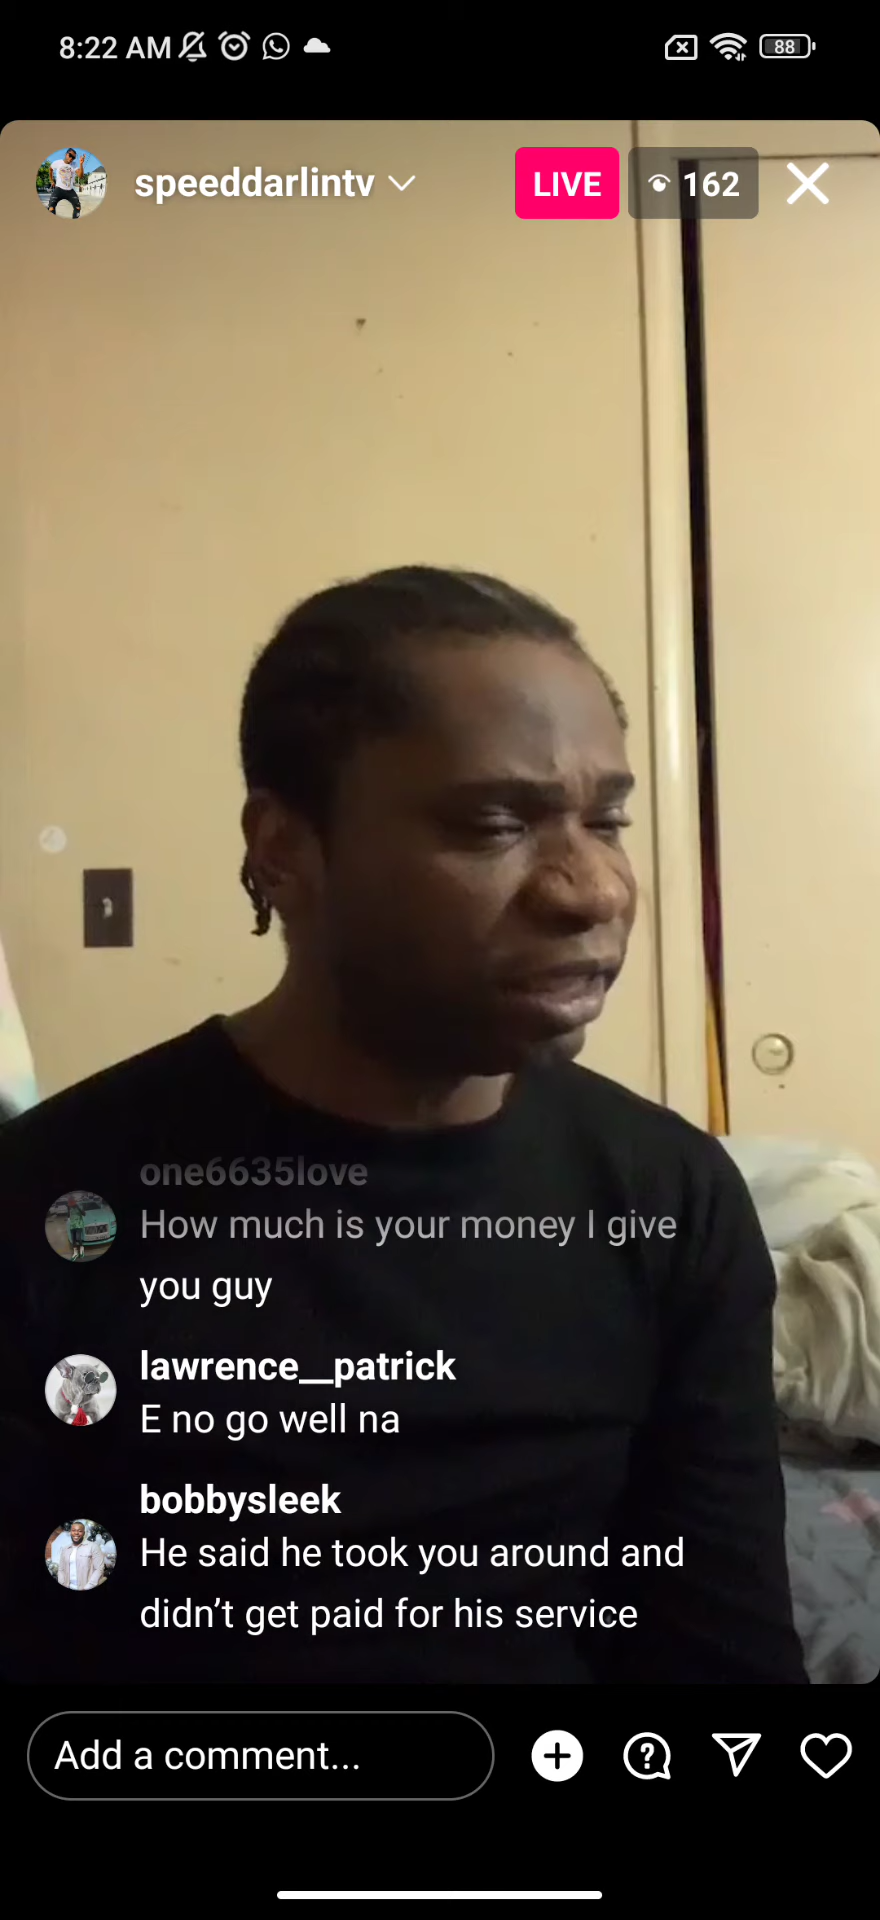 8:22 AM
88
speeddarlintv
LIVE
162
one6635love
How much is your money I give
you guy
lawrence__patrick
E no go well na
bobbysleek
He said he took you around and
didn't get paid for his service
Add a comment...